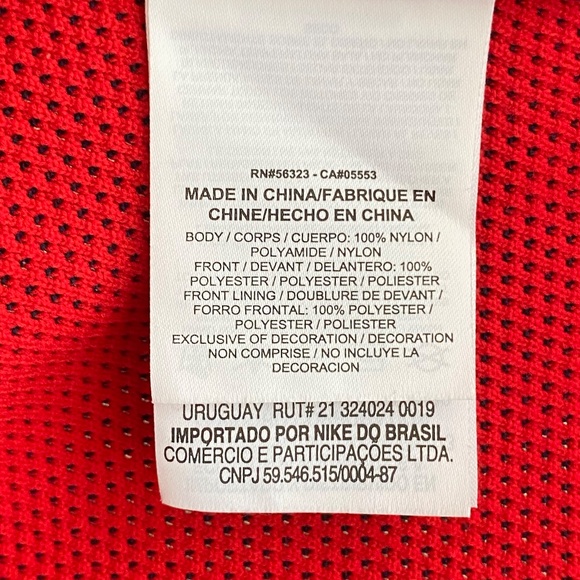 RN#56323 - CA#05553
MADE IN CHINA/FABRIQUE EN
CHINE/HECHO EN CHINA
BODY / CORPS / CUERPO: 100% NYLON /
POLYAMIDE / NYLON
FRONT / DEVANT / DELANTERO: 100%
POLYESTER / POLYESTER / POLIESTER
FRONT LINING / DOUBLURE DE DEVANT /
FORRO FRONTAL: 100% POLYESTER /
POLYESTER / POLIESTER
EXCLUSIVE OF DECORATION / DECORATION
NON COMPRISE / NO INCLUYE LA
DECORACION
URUGUAY RUT# 21 324024 0019
IMPORTADO POR NIKE DO BRASIL
COMÉRCIO E PARTICIPAÇÕES LTDA.
CNPJ 59.546.515/0004-87